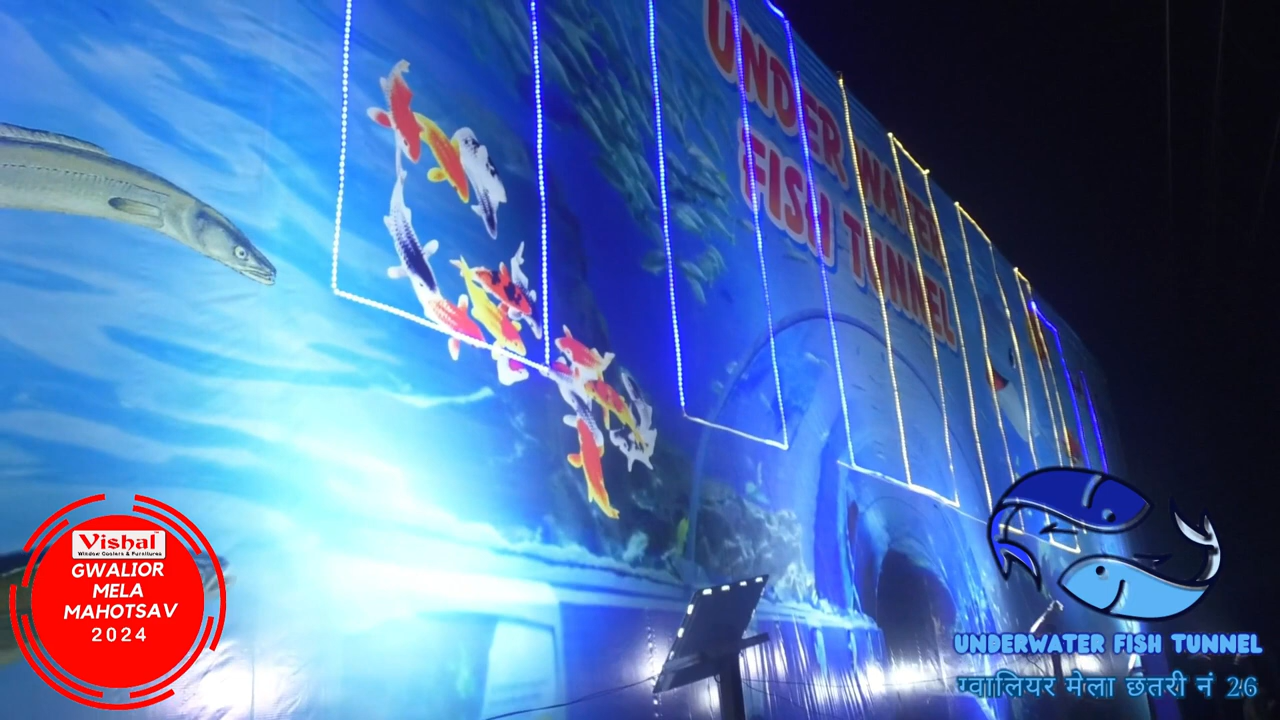 UNDER WATER
FISH TUNNEL
Vishal
Window Coolers & Furnitures
GWALIOR
MELA
MAHOTSAV
2024
UNDERWATER FISH TUNNEL
ग्वालियर मेला छतरी नं 26